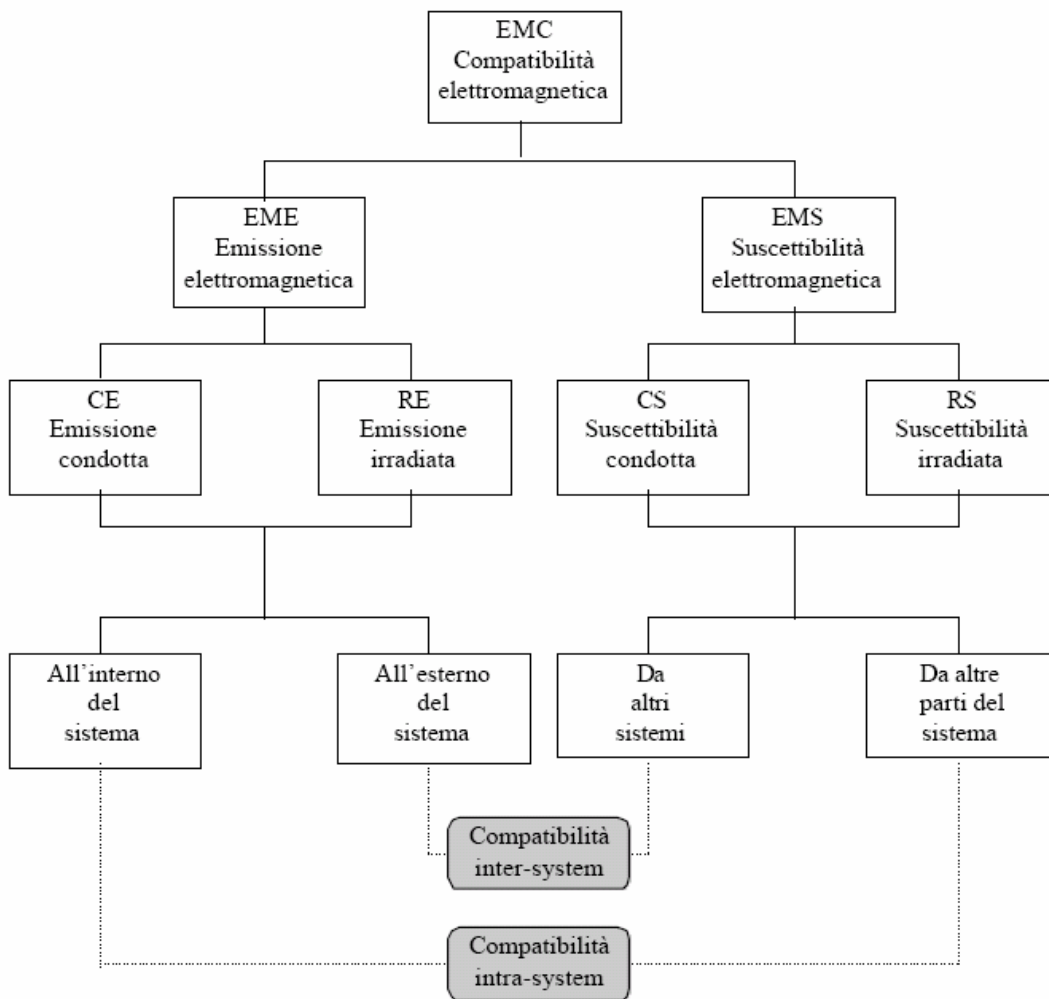 EMC
Compatibilità
elettromagnetica
EME
Emissione
elettromagnetica
EMS
Suscettibilità
elettromagnetica
CE
Emissione
condotta
RE
Emissione
irradiata
CS
Suscettibilità
condotta
RS
Suscettibilità
irradiata
All’interno
del
sistema
All’esterno
del
sistema
Da
altri
sistemi
Da altre
parti del
sistema
Compatibilità
inter-system
Compatibilità
intra-system